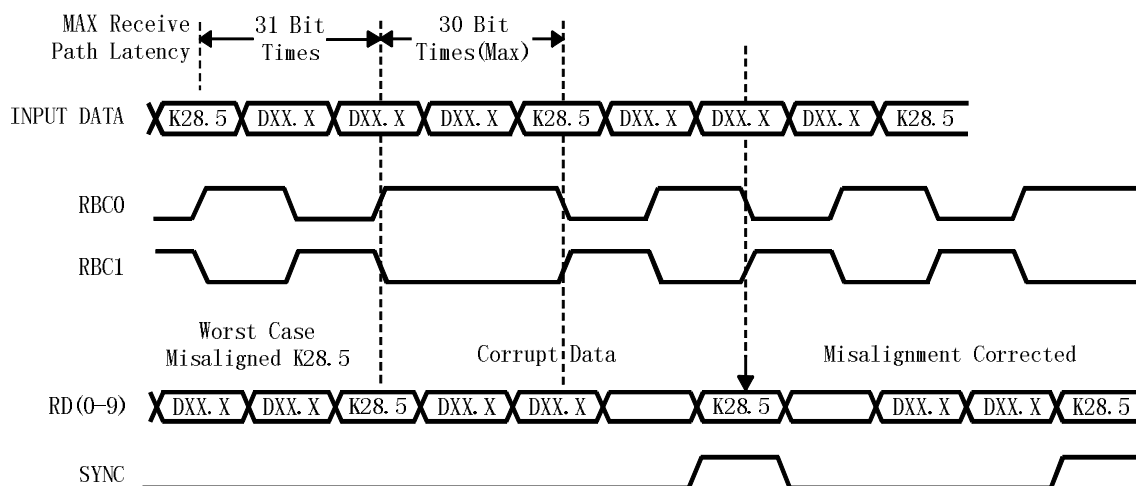 MAX Receive
Path Latency
31 Bit
Times
30 Bit
Times(Max)
INPUT DATA K28.5 DXX.X DXX.X DXX.X K28.5 DXX.X DXX.X DXX.X K28.5
RBC0
RBC1
Worst Case
Misaligned K28.5
Corrupt Data
Misalignment Corrected
RD(0-9) DXX.X DXX.X K28.5 DXX.X DXX.X K28.5 DXX.X DXX.X K28.5
SYNC